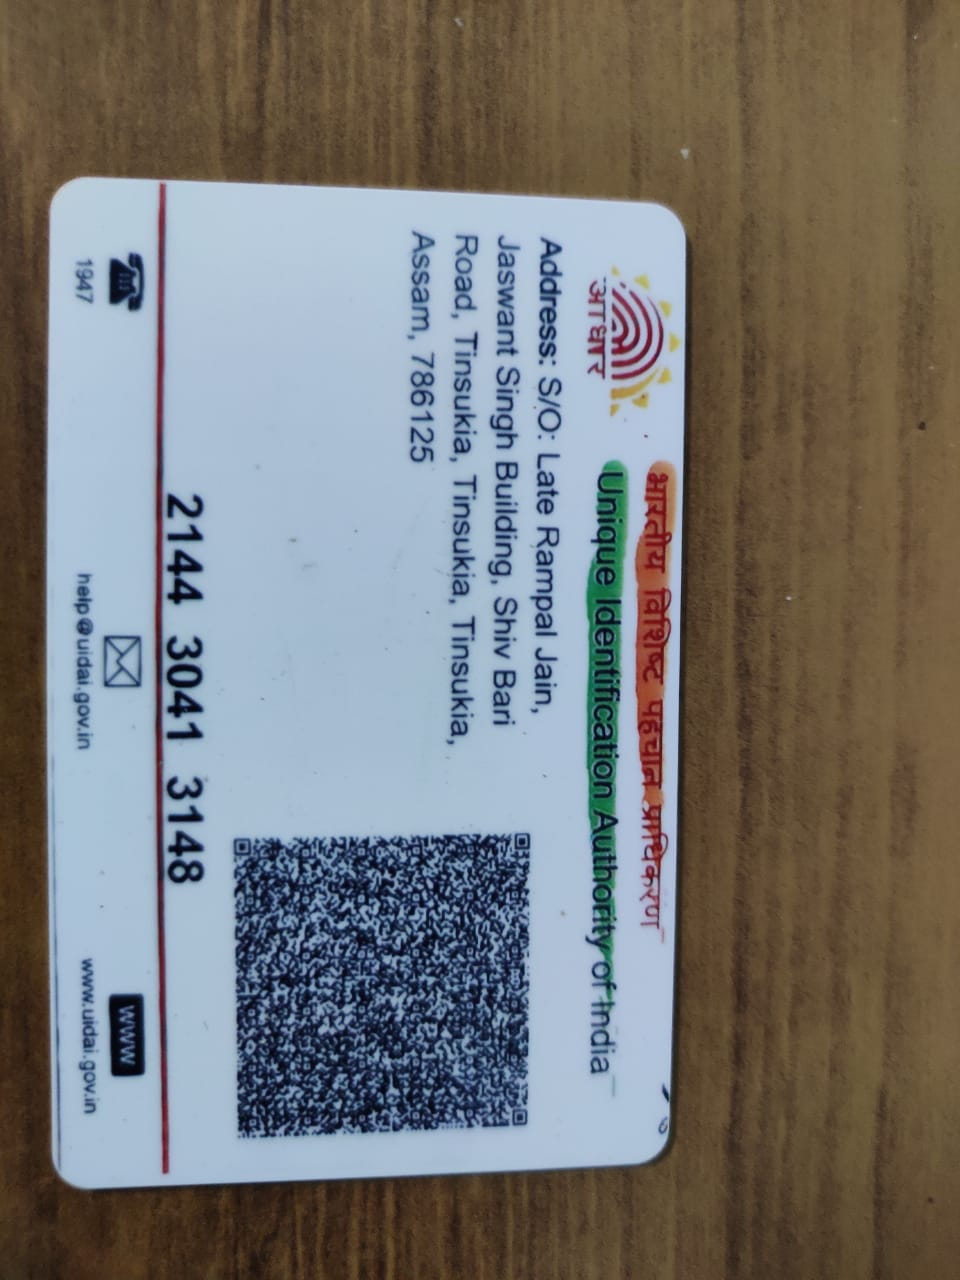 भारतीय विशिष्ट पहचान प्राधिकरण
Unique Identification Authority of India
आधार
Address: S/O: Late Rampal Jain,
Jaswant Singh Building, Shiv Bari
Road, Tinsukia, Tinsukia, Tinsukia,
Assam, 786125
2144 3041 3148
1947
help@uidai.gov.in
www
www.uidai.gov.in